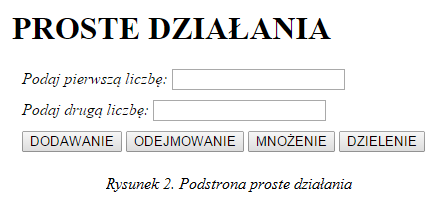 PROSTE DZIAŁANIA
Podaj pierwszą liczbę:
Podaj drugą liczbę:
DODAWANIE ODEJMOWANIE MNOŻENIE DZIELENIE
Rysunek 2. Podstrona proste działania